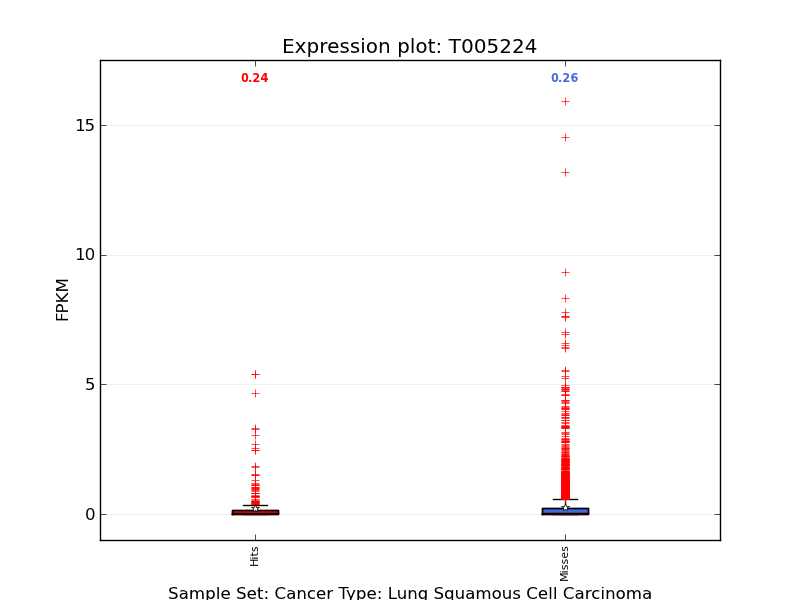 Expression plot: T005224
0.24
0.26
15
10
5
0
FPKM
Hits
Misses
Sample Set: Cancer Type: Lung Squamous Cell Carcinoma